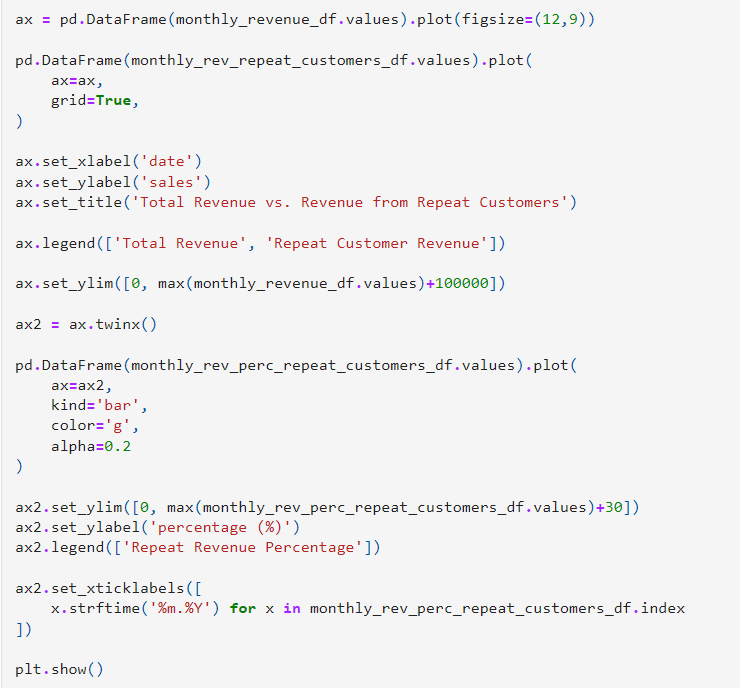 ax = pd.DataFrame(monthly_revenue_df.values).plot(figsize=(12,9))
pd.DataFrame(monthly_rev_repeat_customers_df.values).plot(
    ax=ax,
    grid=True,
)
ax.set_xlabel('date')
ax.set_ylabel('sales')
ax.set_title('Total Revenue vs. Revenue from Repeat Customers')
ax.legend(['Total Revenue', 'Repeat Customer Revenue'])
ax.set_ylim([0, max(monthly_revenue_df.values)+100000])
ax2 = ax.twinx()
pd.DataFrame(monthly_rev_perc_repeat_customers_df.values).plot(
    ax=ax2,
    kind='bar',
    color='g',
    alpha=0.2
)
ax2.set_ylim([0, max(monthly_rev_perc_repeat_customers_df.values)+30])
ax2.set_ylabel('percentage (%)')
ax2.legend(['Repeat Revenue Percentage'])
ax2.set_xticklabels([
    x.strftime('%m.%Y') for x in monthly_rev_perc_repeat_customers_df.index
])
plt.show()